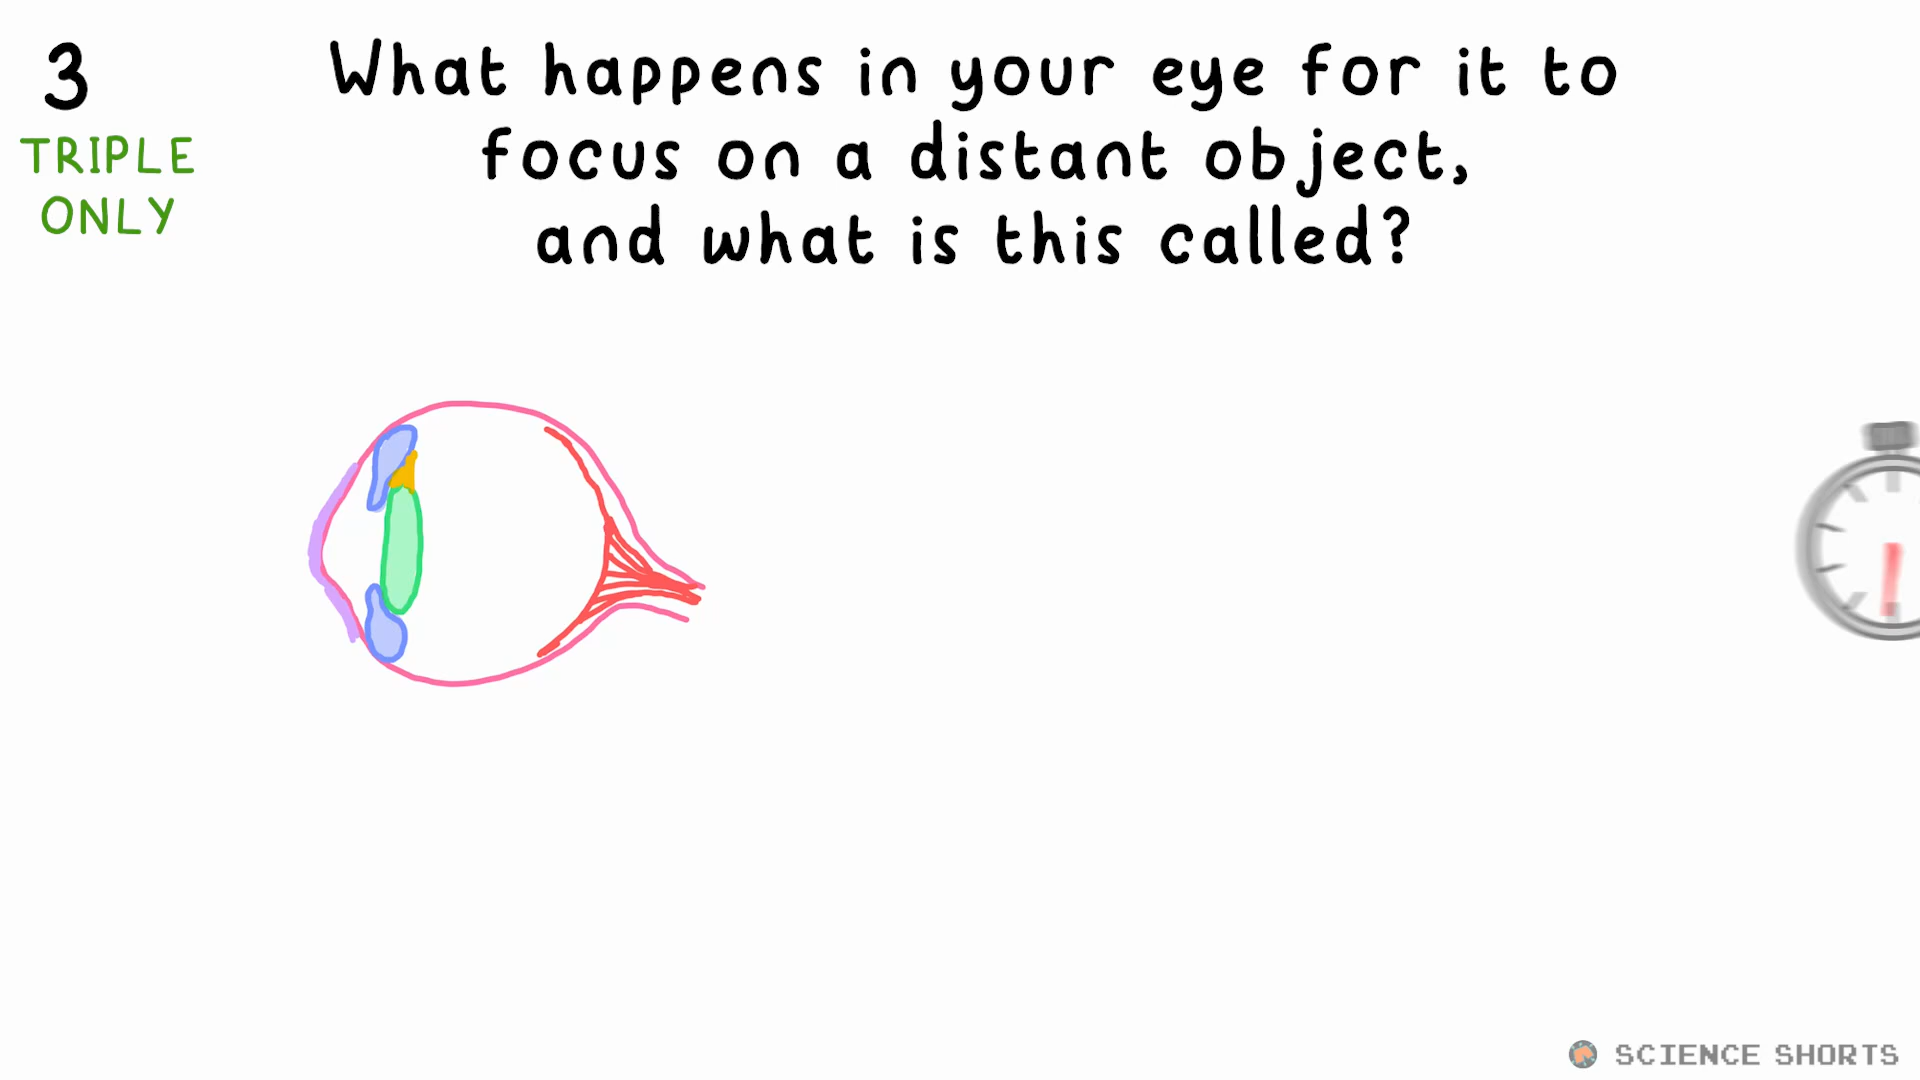 3
TRIPLE
ONLY
What happens in your eye for it to
focus on a distant object,
and what is this called?
SCIENCE SHORTS